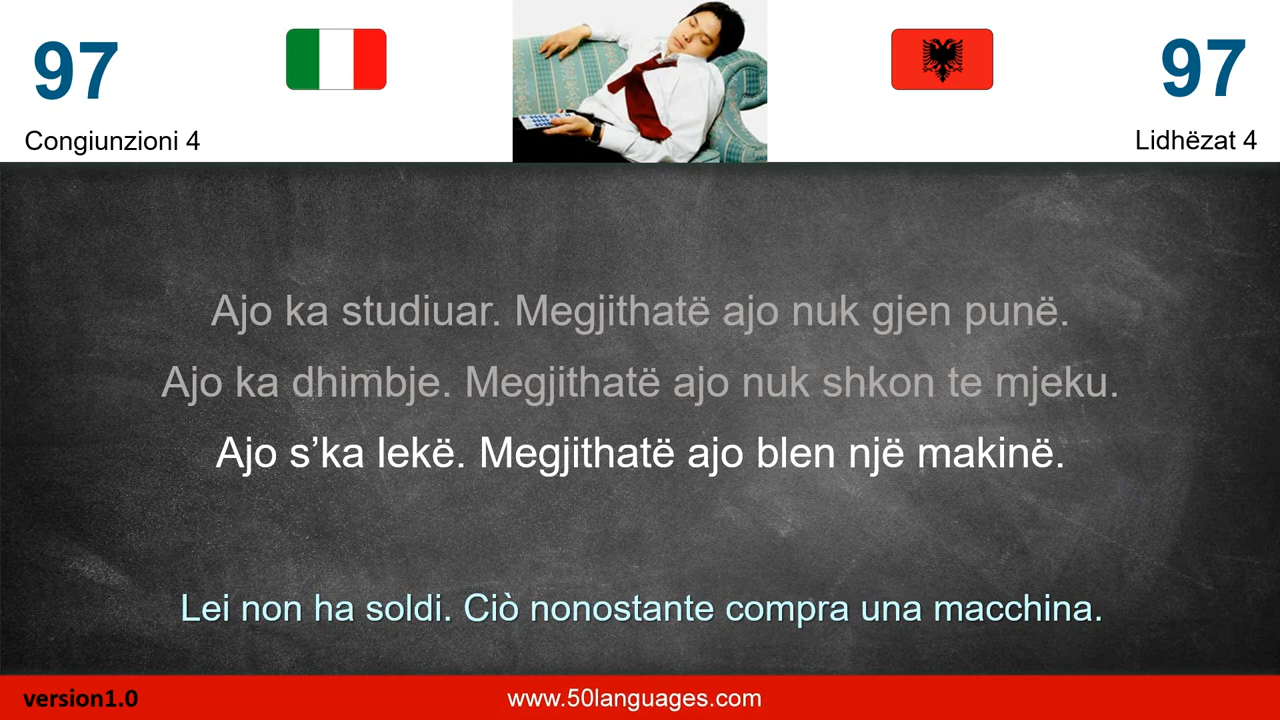 97
97
Congiunzioni 4
Lidhëzat 4
Ajo ka studiuar. Megjithatë ajo nuk gjen punë.
Ajo ka dhimbje. Megjithatë ajo nuk shkon te mjeku.
Ajo s’ka lekë. Megjithatë ajo blen një makinë.
Lei non ha soldi. Ciò nonostante compra una macchina.
version1.0
www.50languages.com